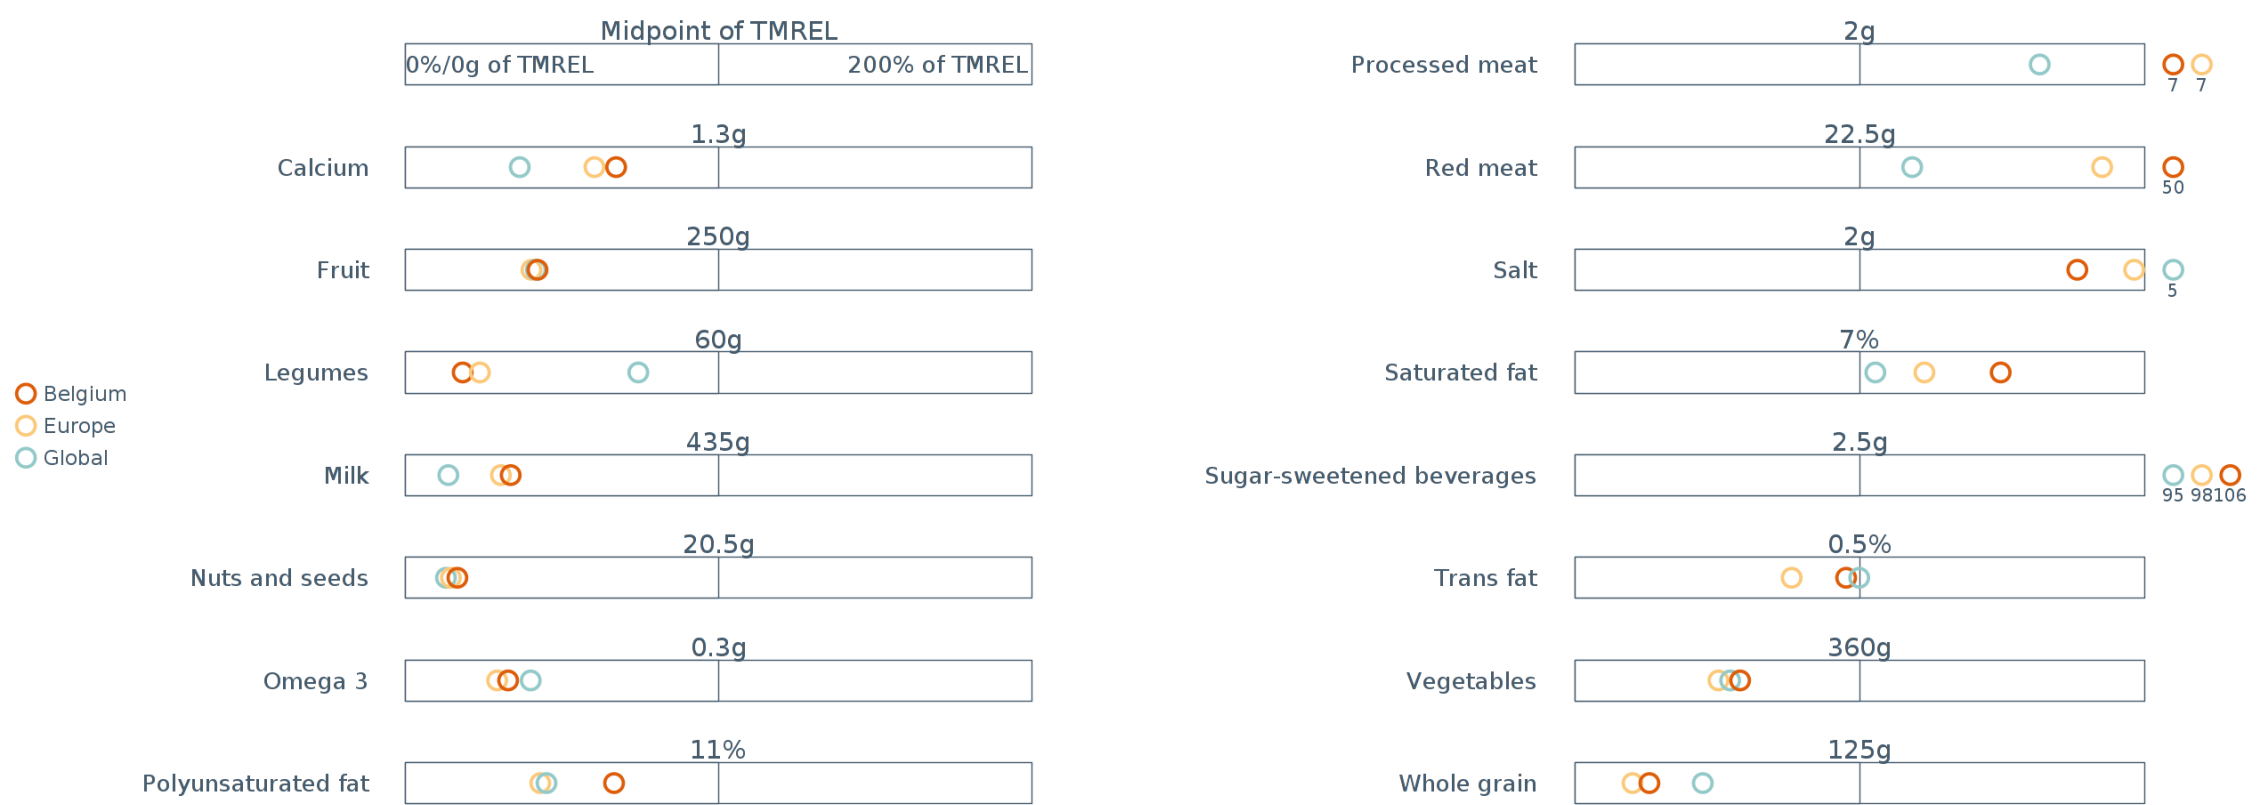 Midpoint of TMREL
0%/0g of TMREL
200% of TMREL
1.3g
Calcium
250g
Fruit
60g
Legumes
435g
Milk
20.5g
Nuts and seeds
0.3g
Omega 3
11%
Polyunsaturated fat
Belgium
Europe
Global
2g
Processed meat
7 7
22.5g
Red meat
50
2g
Salt
5
7%
Saturated fat
2.5g
Sugar-sweetened beverages
95 98 106
0.5%
Trans fat
360g
Vegetables
125g
Whole grain